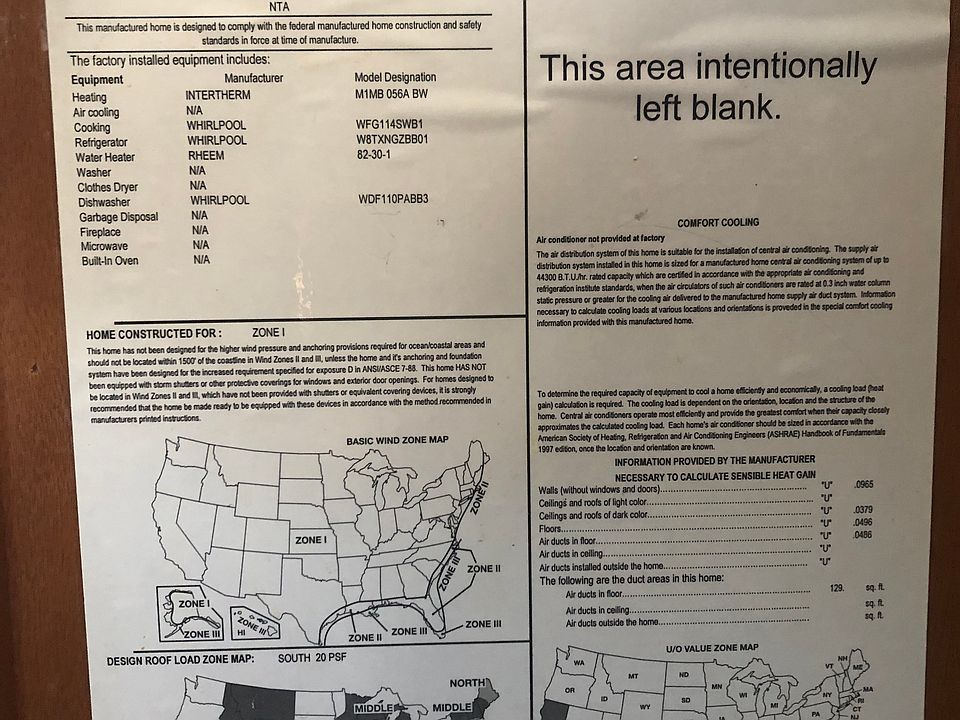 NTA
This manufactured home is designed to comply with the federal manufactured home construction and safety
standards in force at time of manufacture.
The factory installed equipment includes:
Equipment Manufacturer Model Designation
Heating INTERTHERM M1MB 056A BW
Air cooling N/A
Cooking WHIRLPOOL WFG114SWB1
Refrigerator WHIRLPOOL W8TXNGZBB01
Water Heater RHEEM 82-30-1
Washer N/A
Clothes Dryer N/A
Dishwasher WHIRLPOOL WDF110PABB3
Garbage Disposal N/A
Fireplace N/A
Microwave N/A
Built-In Oven N/A
HOME CONSTRUCTED FOR : ZONE I
This home has not been designed for the higher wind pressure and anchoring provisions required for ocean/coastal areas and
should not be located within 1500' of the coastline in Wind Zones II and III, unless the home and it's anchoring and foundation
system have been designed for the increased requirement specified for exposure D in ANSI/ASCE 7-88. This home HAS NOT
been equipped with storm shutters or other protective coverings for windows and exterior door openings. For homes designed to
be located in Wind Zones II and III, which have not been provided with shutters or equivalent covering devices, it is strongly
recommended that the home be made ready to be equipped with these devices in accordance with the method recommended in
manufacturers printed instructions.
BASIC WIND ZONE MAP
ZONE II
ZONE I
ZONE III
ZONE II
ZONE I
ZONE III
ZONE III
HI
ZONE II
ZONE III
ZONE III
DESIGN ROOF LOAD ZONE MAP: SOUTH 20 PSF
NORTH
MIDDLE
MIDDLE
This area intentionally
left blank.
COMFORT COOLING
Air conditioner not provided at factory
The air distribution system of this home is suitable for the installation of central air conditioning. The supply air
distribution system installed in this home is sized for a manufactured home central air conditioning system of up to
44300 B.T.U./hr. rated capacity which are certified in accordance with the appropriate air conditioning and
refrigeration institute standards, when the air circulators of such air conditioners are rated at 0.3 inch water column
static pressure or greater for the cooling air delivered to the manufactured home supply air duct system. Information
necessary to calculate cooling loads at various locations and orientations is proveded in the special comfort cooling
information provided with this manufactured home.
To determine the required capacity of equipment to cool a home efficiently and economically, a cooling load (heat
gain) calculation is required. The cooling load is dependent on the orientation, location and the structure of the
home. Central air conditioners operate most efficiently and provide the greatest comfort when their capacity closely
approximates the calculated cooling load. Each home's air conditioner should be sized in accordance with the
American Society of Heating, Refrigeration and Air Conditioning Engineers (ASHRAE) Handbook of Fundamentals
1997 edition, once the location and orientation are known.
INFORMATION PROVIDED BY THE MANUFACTURER
NECESSARY TO CALCULATE SENSIBLE HEAT GAIN
Walls (without windows and doors)...... "U" .0965
Ceilings and roofs of light color...... "U"
Ceilings and roofs of dark color...... "U" .0379
Floors...... "U" .0496
Air ducts in floor...... "U" .0486
Air ducts in ceiling...... "U"
Air ducts installed outside the home...... "U"
The following are the duct areas in this home:
Air ducts in floor...... 129. sq. ft.
Air ducts in ceiling...... sq. ft.
Air ducts outside the home...... sq. ft.
U/O VALUE ZONE MAP
WA
MT
ND
MN
OR
ID
WY
SD
WI
MI
IA
NY
PA
VT
NH
ME
MA
RI
CT
NJ